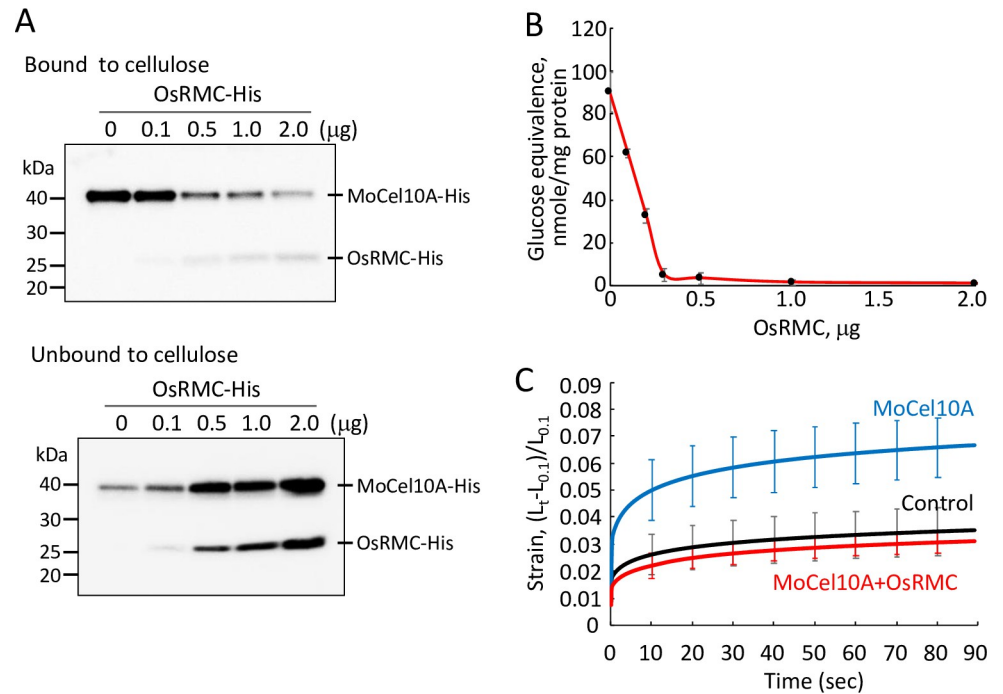 A
Bound to cellulose
OsRMC-His
0 0.1 0.5 1.0 2.0 (μg)
kDa
40
30
25
20
MoCel10A-His
OsRMC-His
Unbound to cellulose
OsRMC-His
0 0.1 0.5 1.0 2.0 (μg)
kDa
40
30
25
20
MoCel10A-His
OsRMC-His
B
Glucose equivalence,
nmole/mg protein
120
100
80
60
40
20
0
0 0.5 1.0 1.5 2.0
OsRMC, μg
C
Strain, (Lt-L0.1)/L0.1
0.09
0.08
0.07
0.06
0.05
0.04
0.03
0.02
0.01
0
MoCel10A
Control
MoCel10A+OsRMC
0 10 20 30 40 50 60 70 80 90
Time (sec)